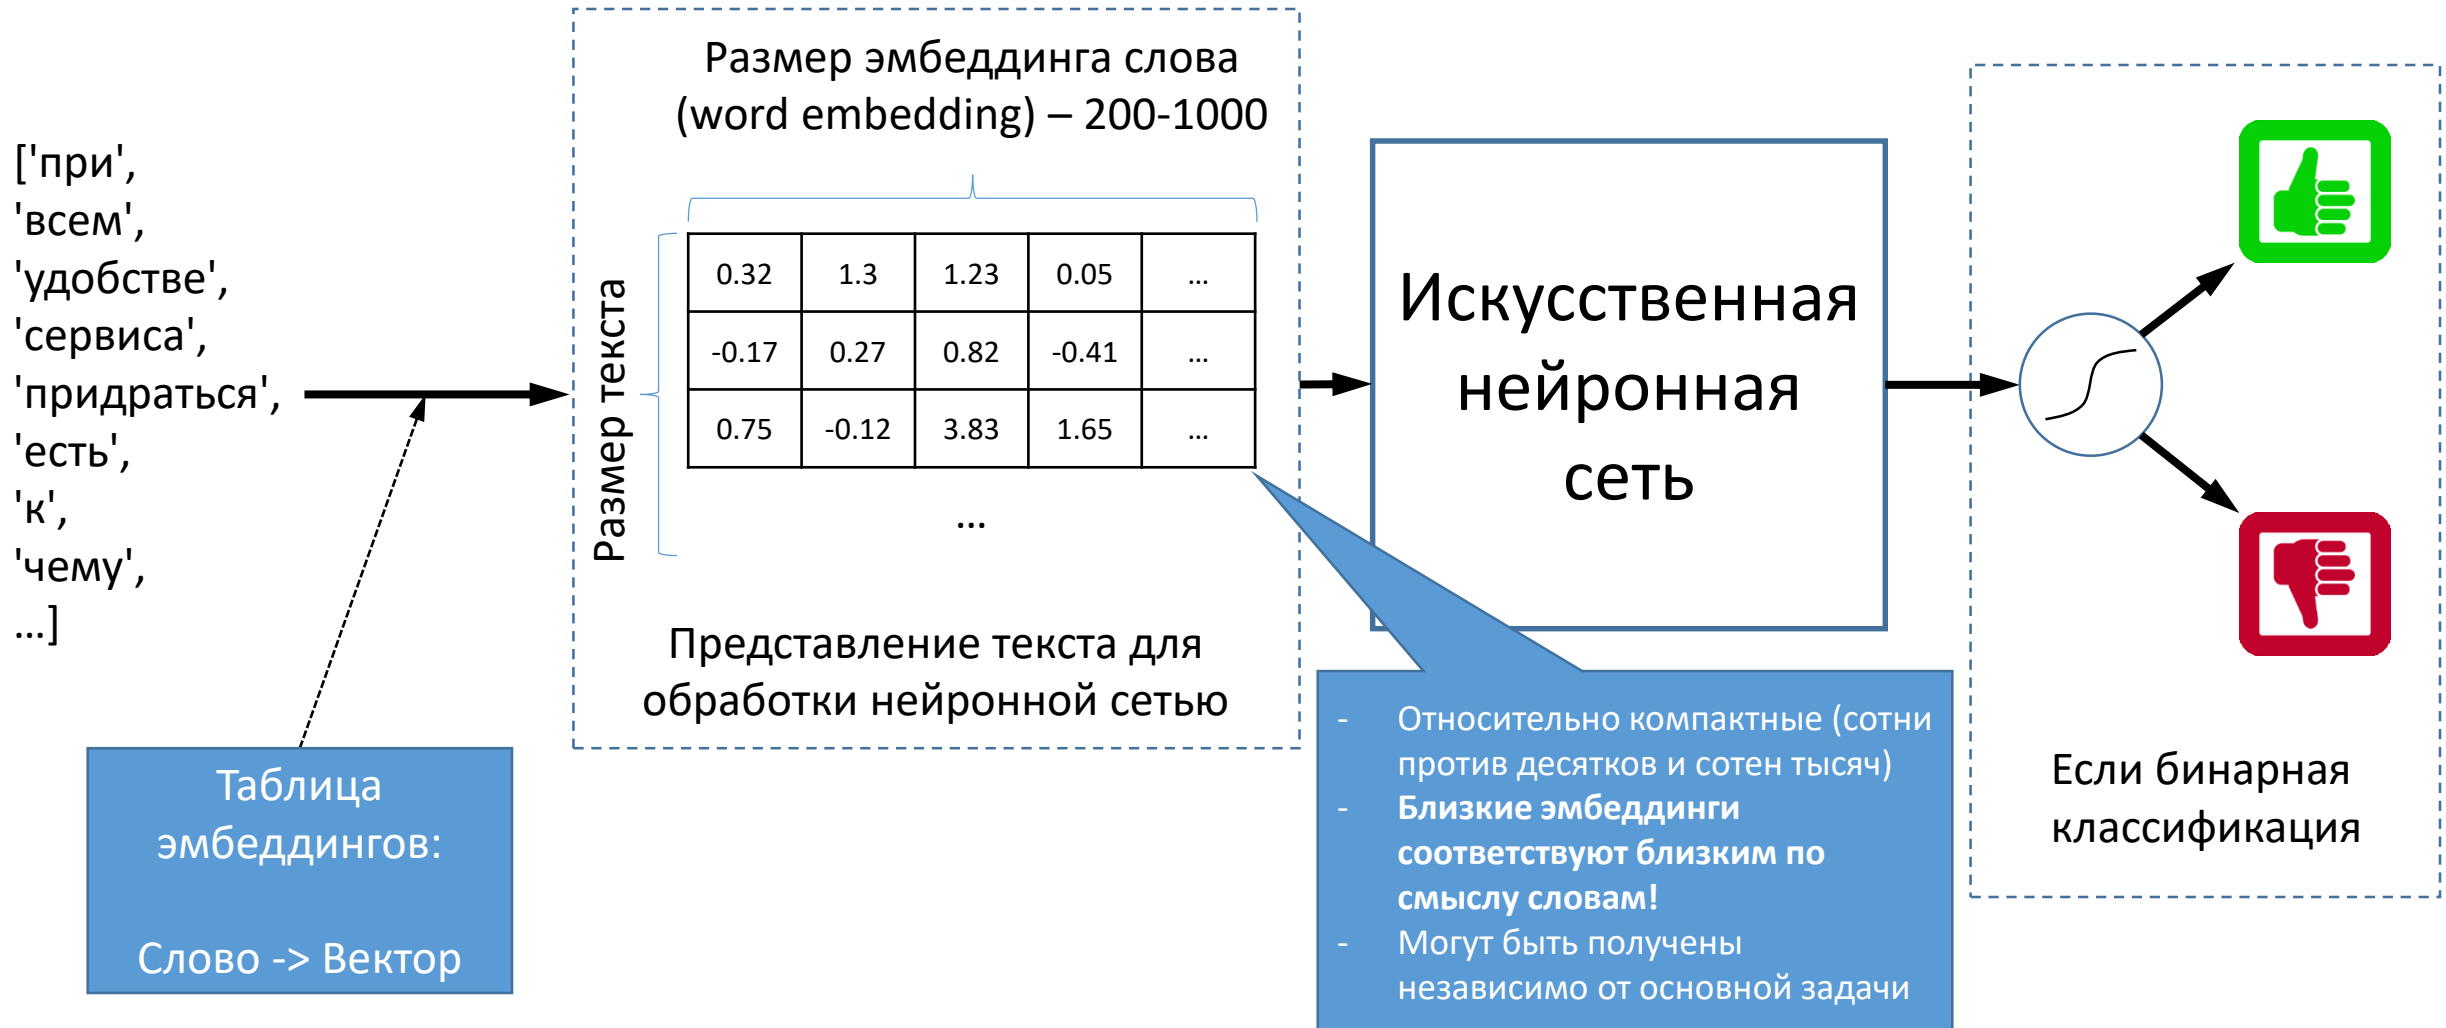 ['при',
'всем',
'удобстве',
'сервиса',
'придраться',
'есть',
'к',
'чему',
...]
Таблица
эмбеддингов:
Слово -> Вектор
Размер эмбеддинга слова
(word embedding) – 200-1000
Размер текста
0.32 1.3 1.23 0.05 ...
-0.17 0.27 0.82 -0.41 ...
0.75 -0.12 3.83 1.65 ...
...
Представление текста для
обработки нейронной сетью
Искусственная
нейронная
сеть
- Относительно компактные (сотни
против десятков и сотен тысяч)
- Близкие эмбеддинги
соответствуют близким по
смыслу словам!
- Могут быть получены
независимо от основной задачи
Если бинарная
классификация